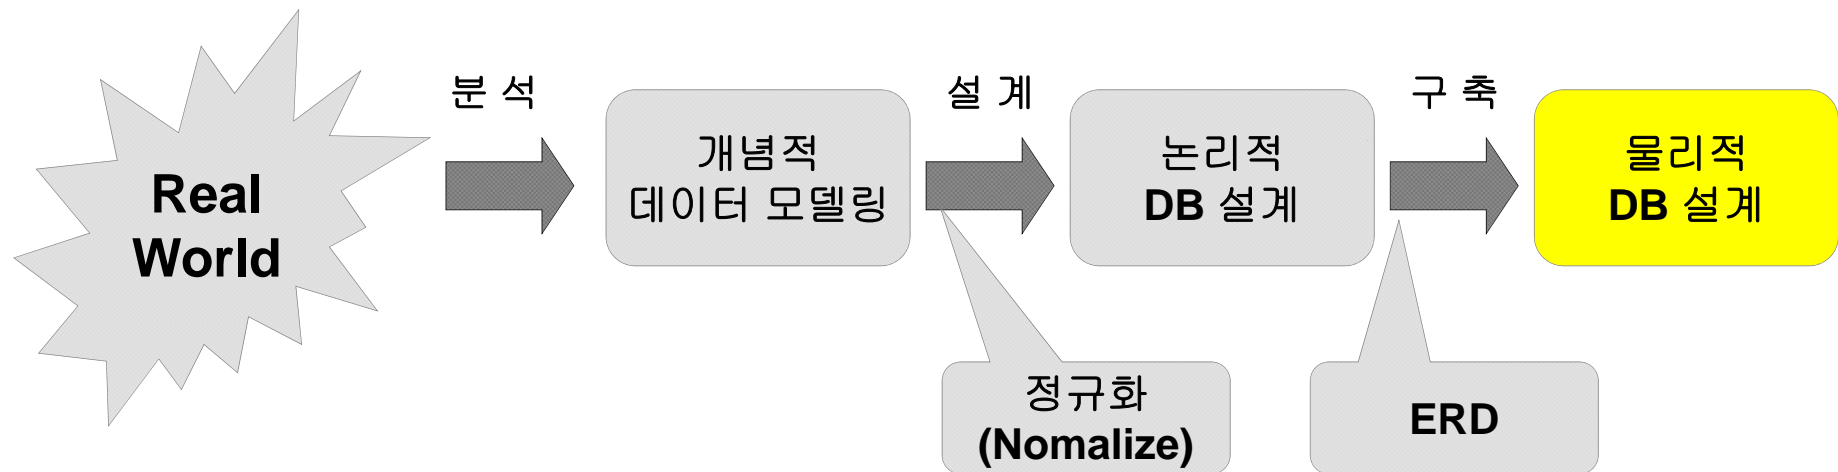 Real
World
분 석
개념적
데이터 모델링
설 계
논리적
DB 설계
구 축
물리적
DB 설계
정규화
(Nomalize)
ERD